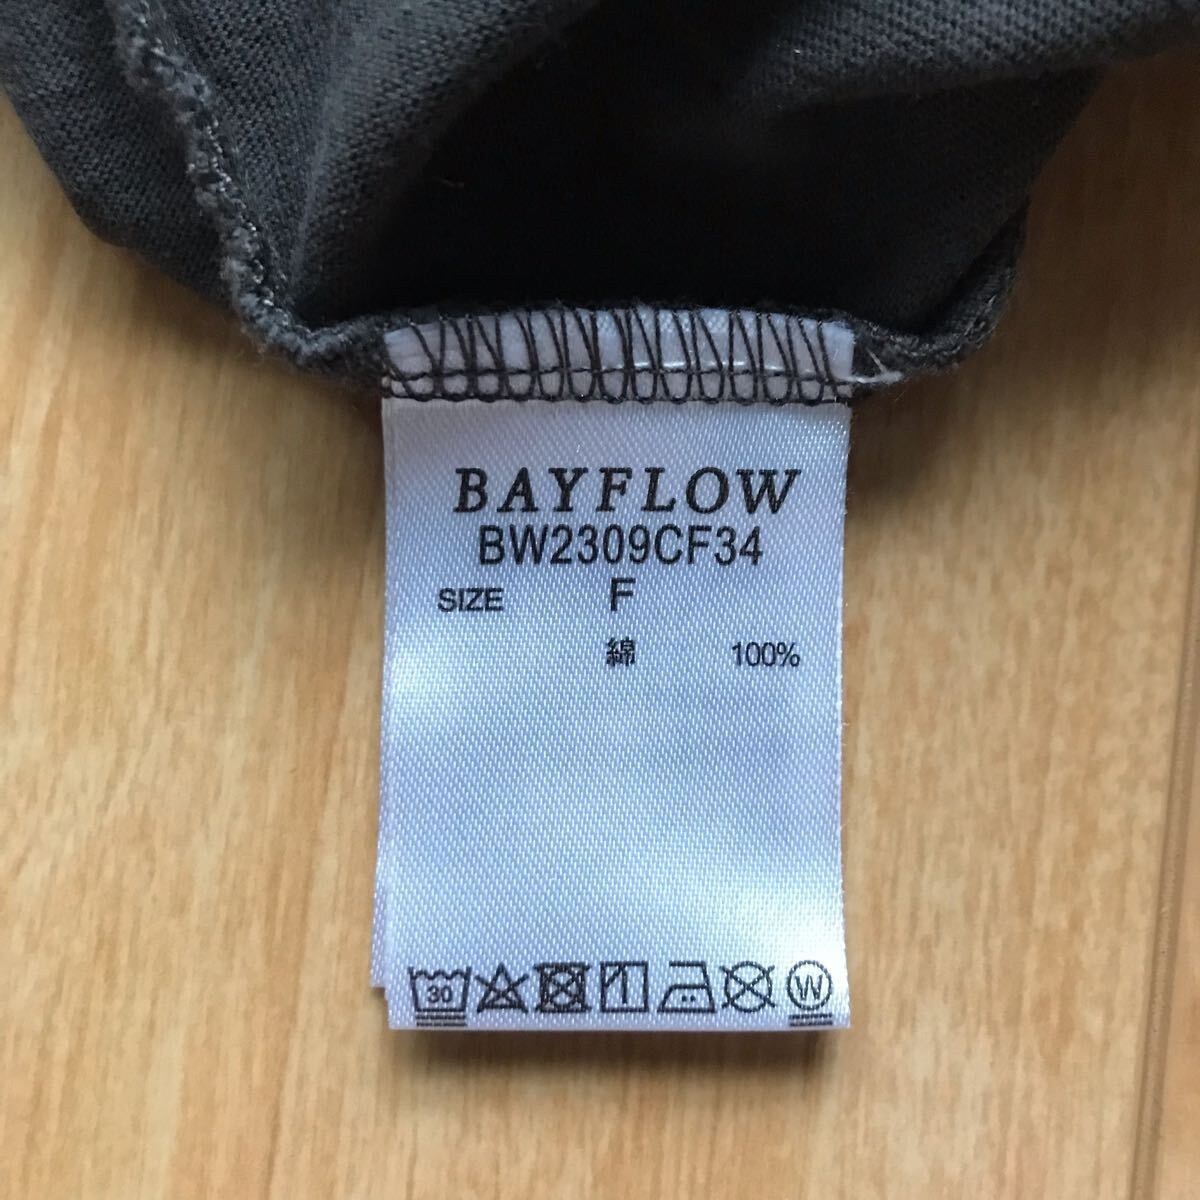 BAYFLOW
BW2309CF34
SIZE F
綿 100%
30 W